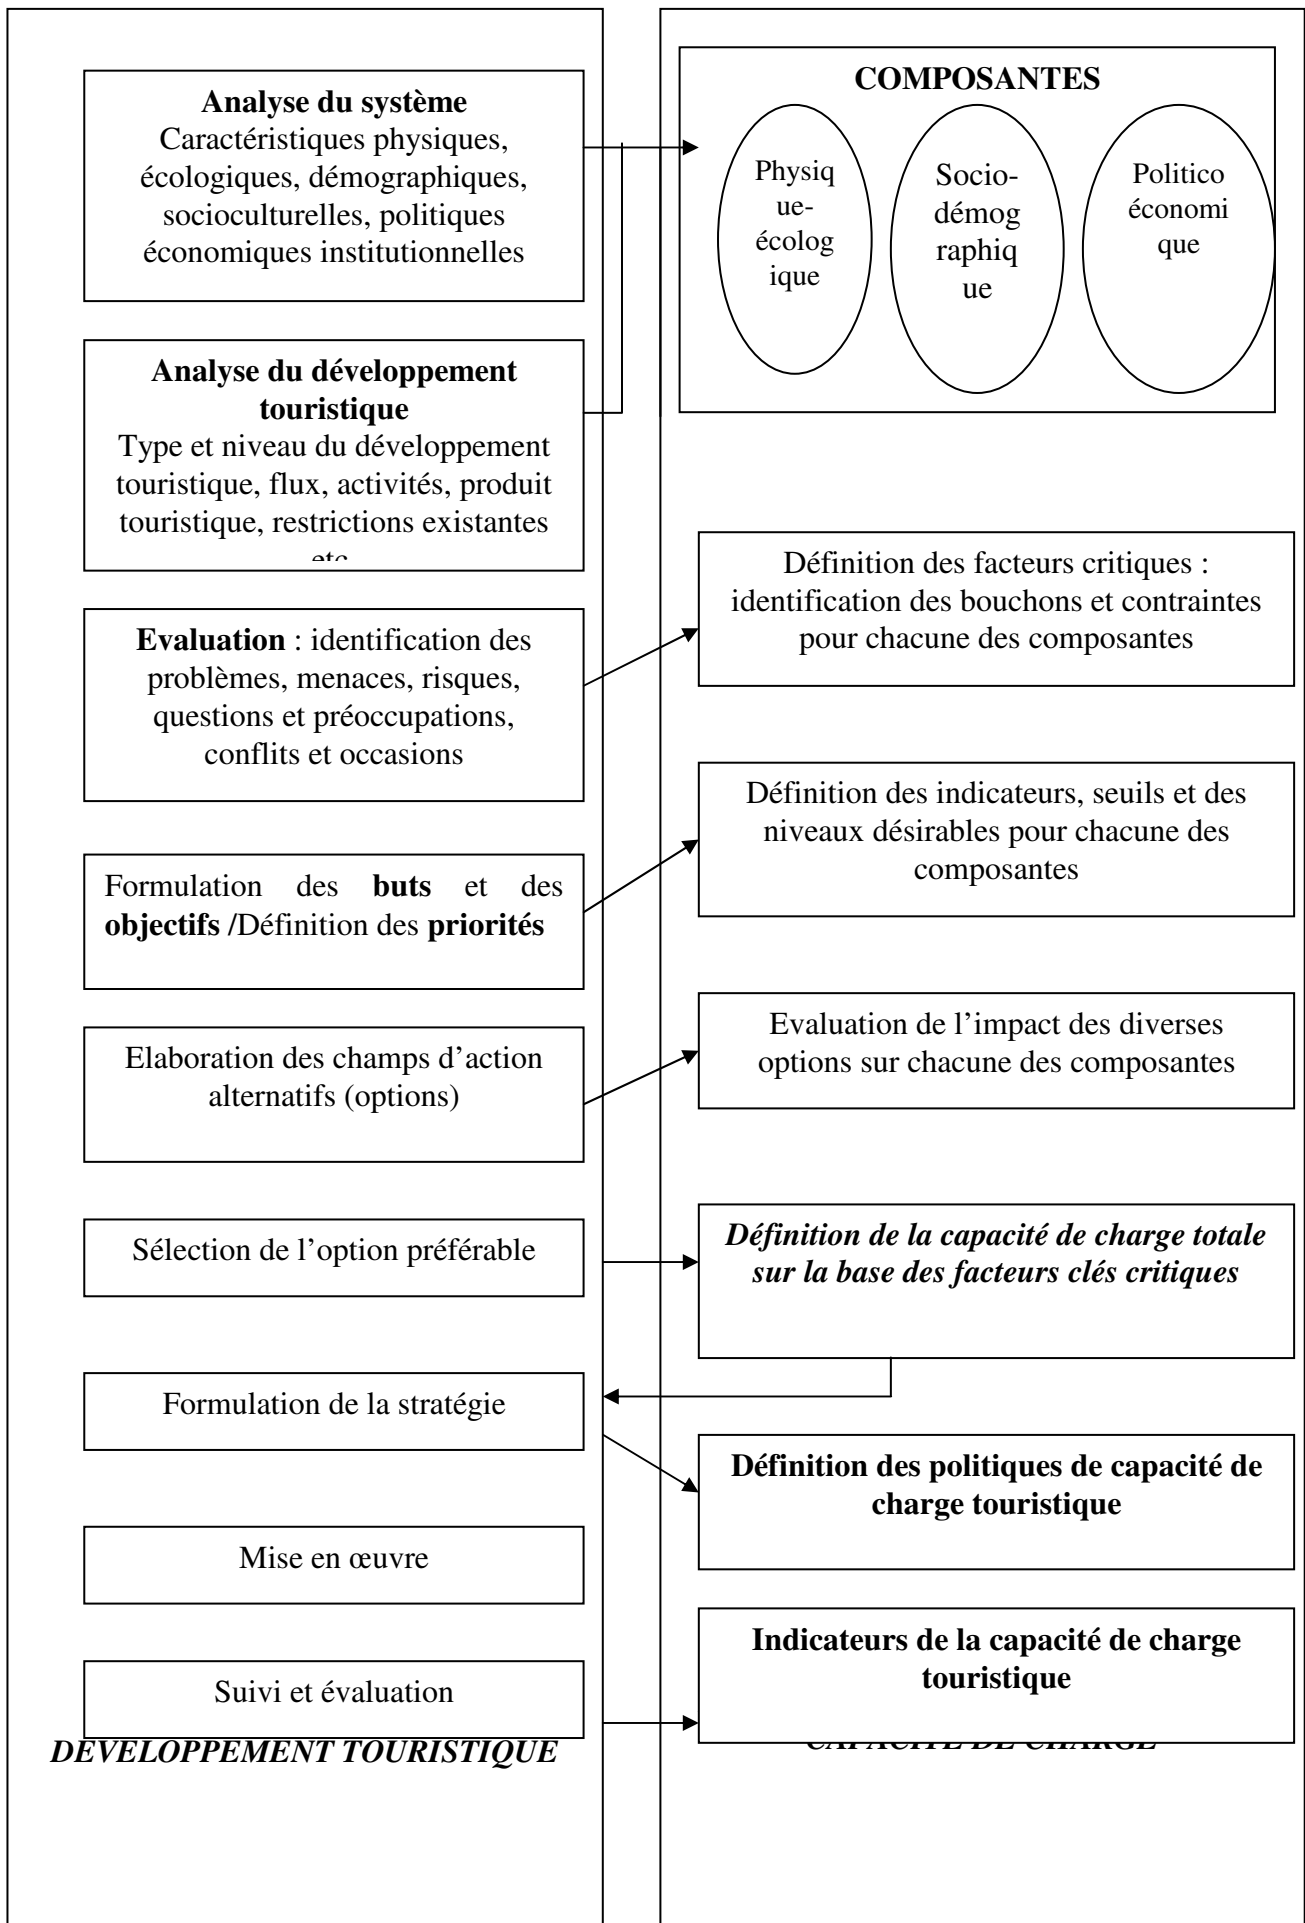 Analyse du système
Caractéristiques physiques,
écologiques, démographiques,
socioculturelles, politiques
économiques institutionnelles
Analyse du développement
touristique
Type et niveau du développement
touristique, flux, activités, produit
touristique, restrictions existantes
etc
Evaluation : identification des
problèmes, menaces, risques,
questions et préoccupations,
conflits et occasions
Formulation des buts et des
objectifs /Définition des priorités
Elaboration des champs d’action
alternatifs (options)
Sélection de l’option préférable
Formulation de la stratégie
Mise en œuvre
Suivi et évaluation
DEVELOPPEMENT TOURISTIQUE
COMPOSANTES
Physiq
ue-
écolog
ique
Socio-
démog
raphiq
ue
Politico
économi
que
Définition des facteurs critiques :
identification des bouchons et contraintes
pour chacune des composantes
Définition des indicateurs, seuils et des
niveaux désirables pour chacune des
composantes
Evaluation de l’impact des diverses
options sur chacune des composantes
Définition de la capacité de charge totale
sur la base des facteurs clés critiques
Définition des politiques de capacité de
charge touristique
Indicateurs de la capacité de charge
touristique
CAPACITE DE CHARGE